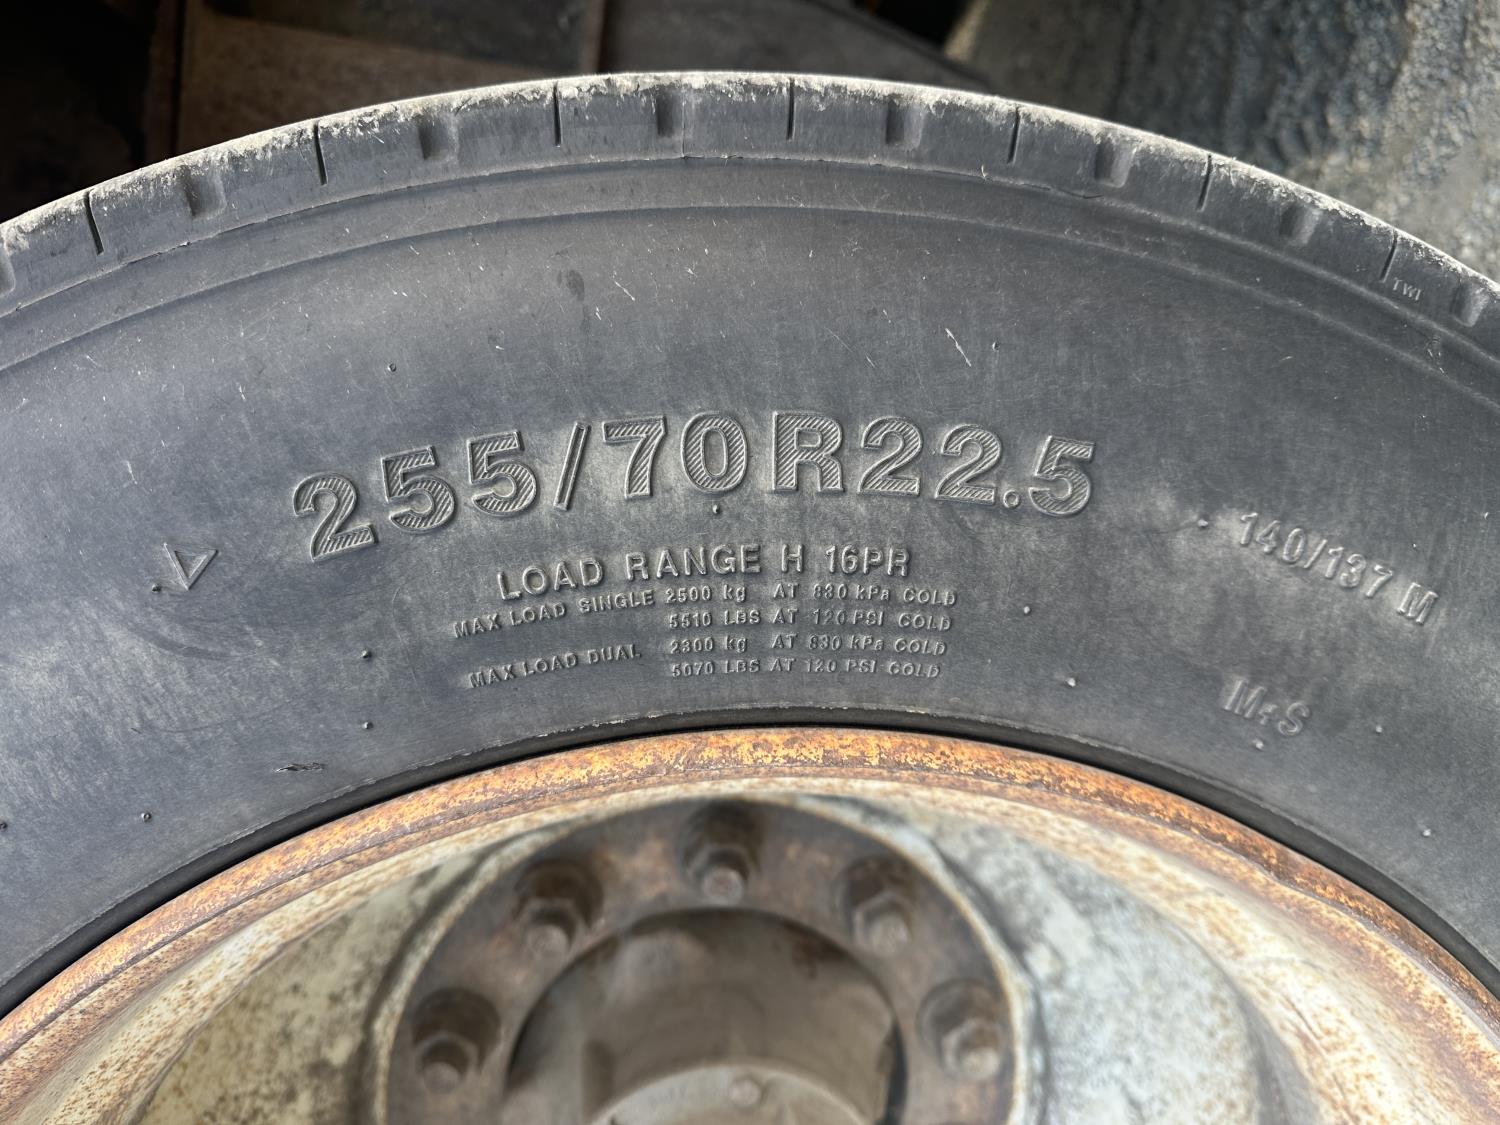 TWI
255/70R22.5
140/137 M
LOAD RANGE H 16PR
MAX LOAD SINGLE 2500 kg AT 830 kPa COLD
5510 LBS AT 120 PSI COLD
MAX LOAD DUAL 2300 kg AT 830 kPa COLD
5070 LBS AT 120 PSI COLD
M+S